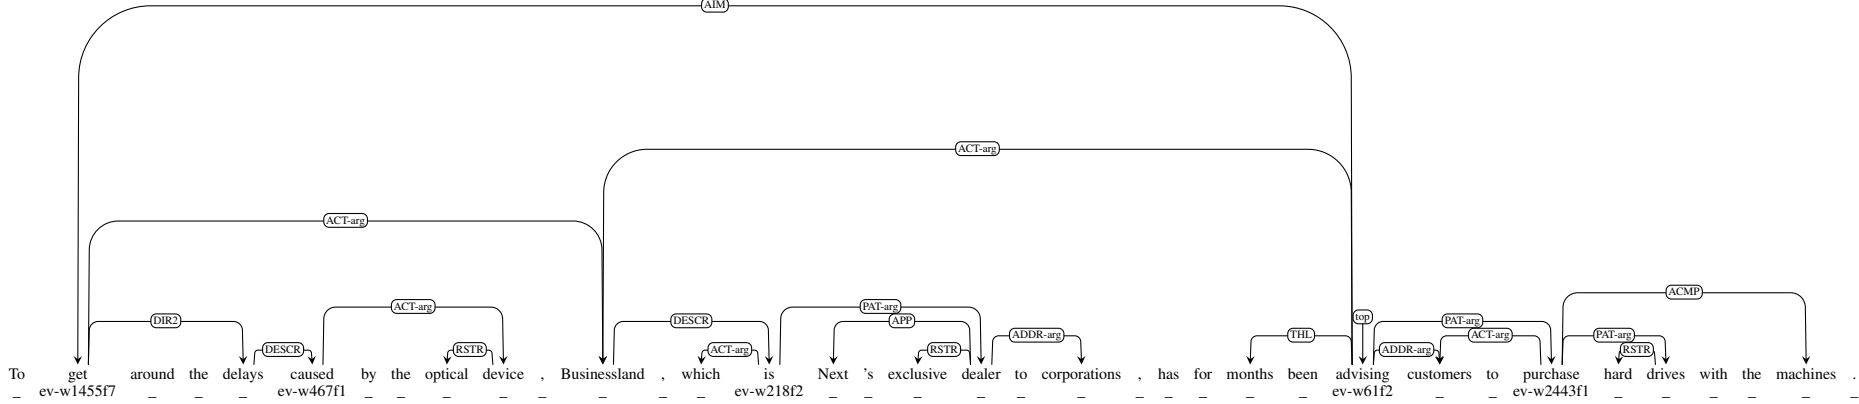 AIM
ACT-arg
ACT-arg
ACMP
ACT-arg PAT-arg
top
DIR2 DESCR APP PAT-arg
ADDR-arg THL ACT-arg PAT-arg
DESCR RSTR ACT-arg RSTR ADDR-arg RSTR
To get around the delays caused by the optical device , Businessland , which is Next 's exclusive dealer to corporations , has for months been advising customers to purchase hard drives with the machines .
_ ev-w1455f7 _ _ _ ev-w467f1 _ _ _ _ _ _ _ _ ev-w218f2 _ _ _ _ _ _ _ _ _ _ _ ev-w61f2 _ _ ev-w2443f1 _ _ _ _ _ _